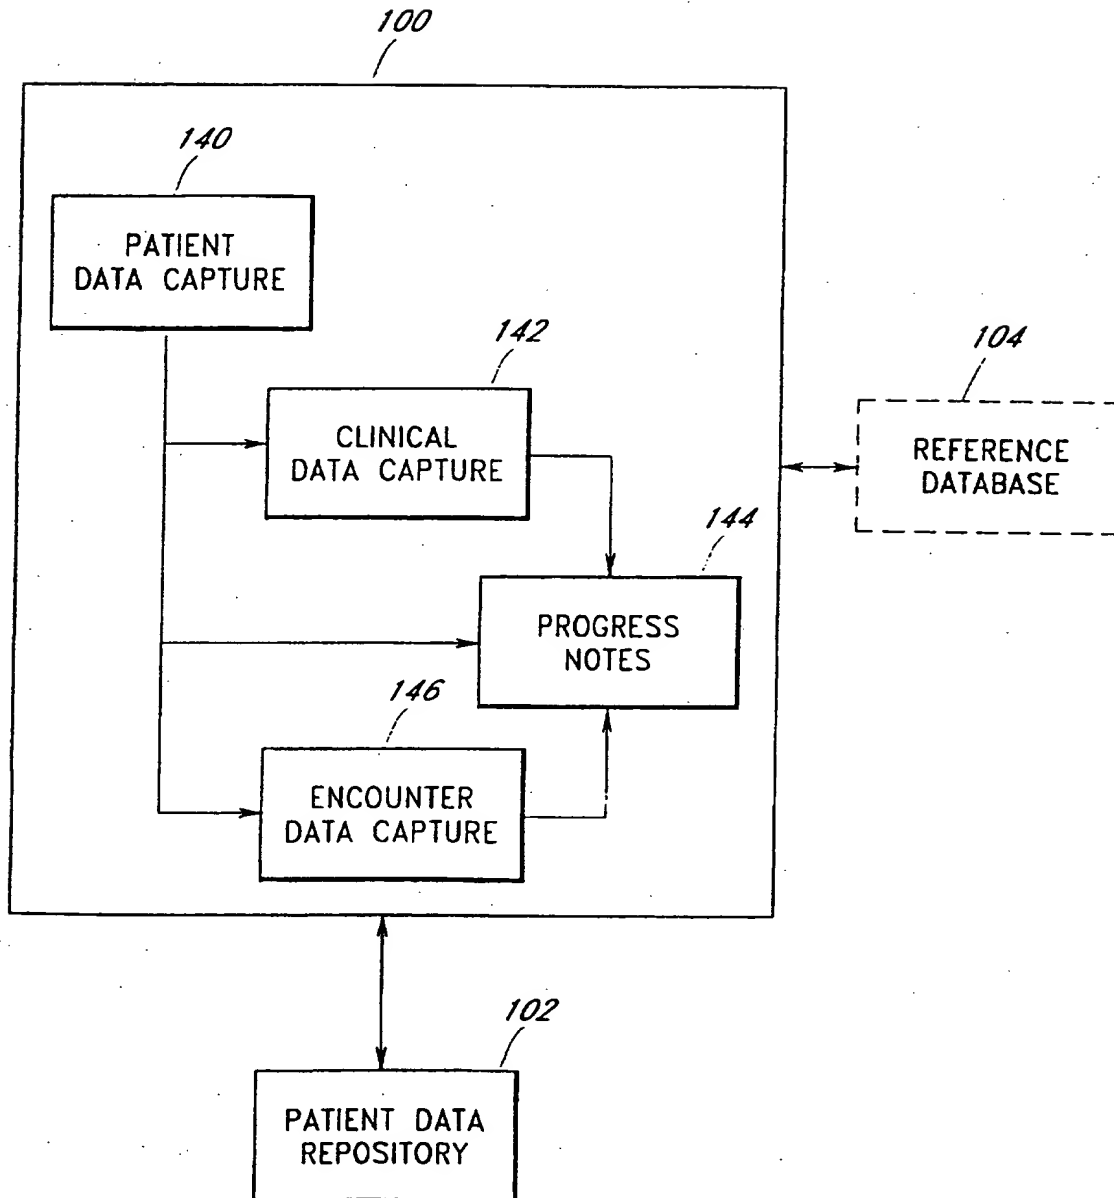 100
140
PATIENT
DATA CAPTURE
142
CLINICAL
DATA CAPTURE
104
REFERENCE
DATABASE
144
PROGRESS
NOTES
146
ENCOUNTER
DATA CAPTURE
102
PATIENT DATA
REPOSITORY